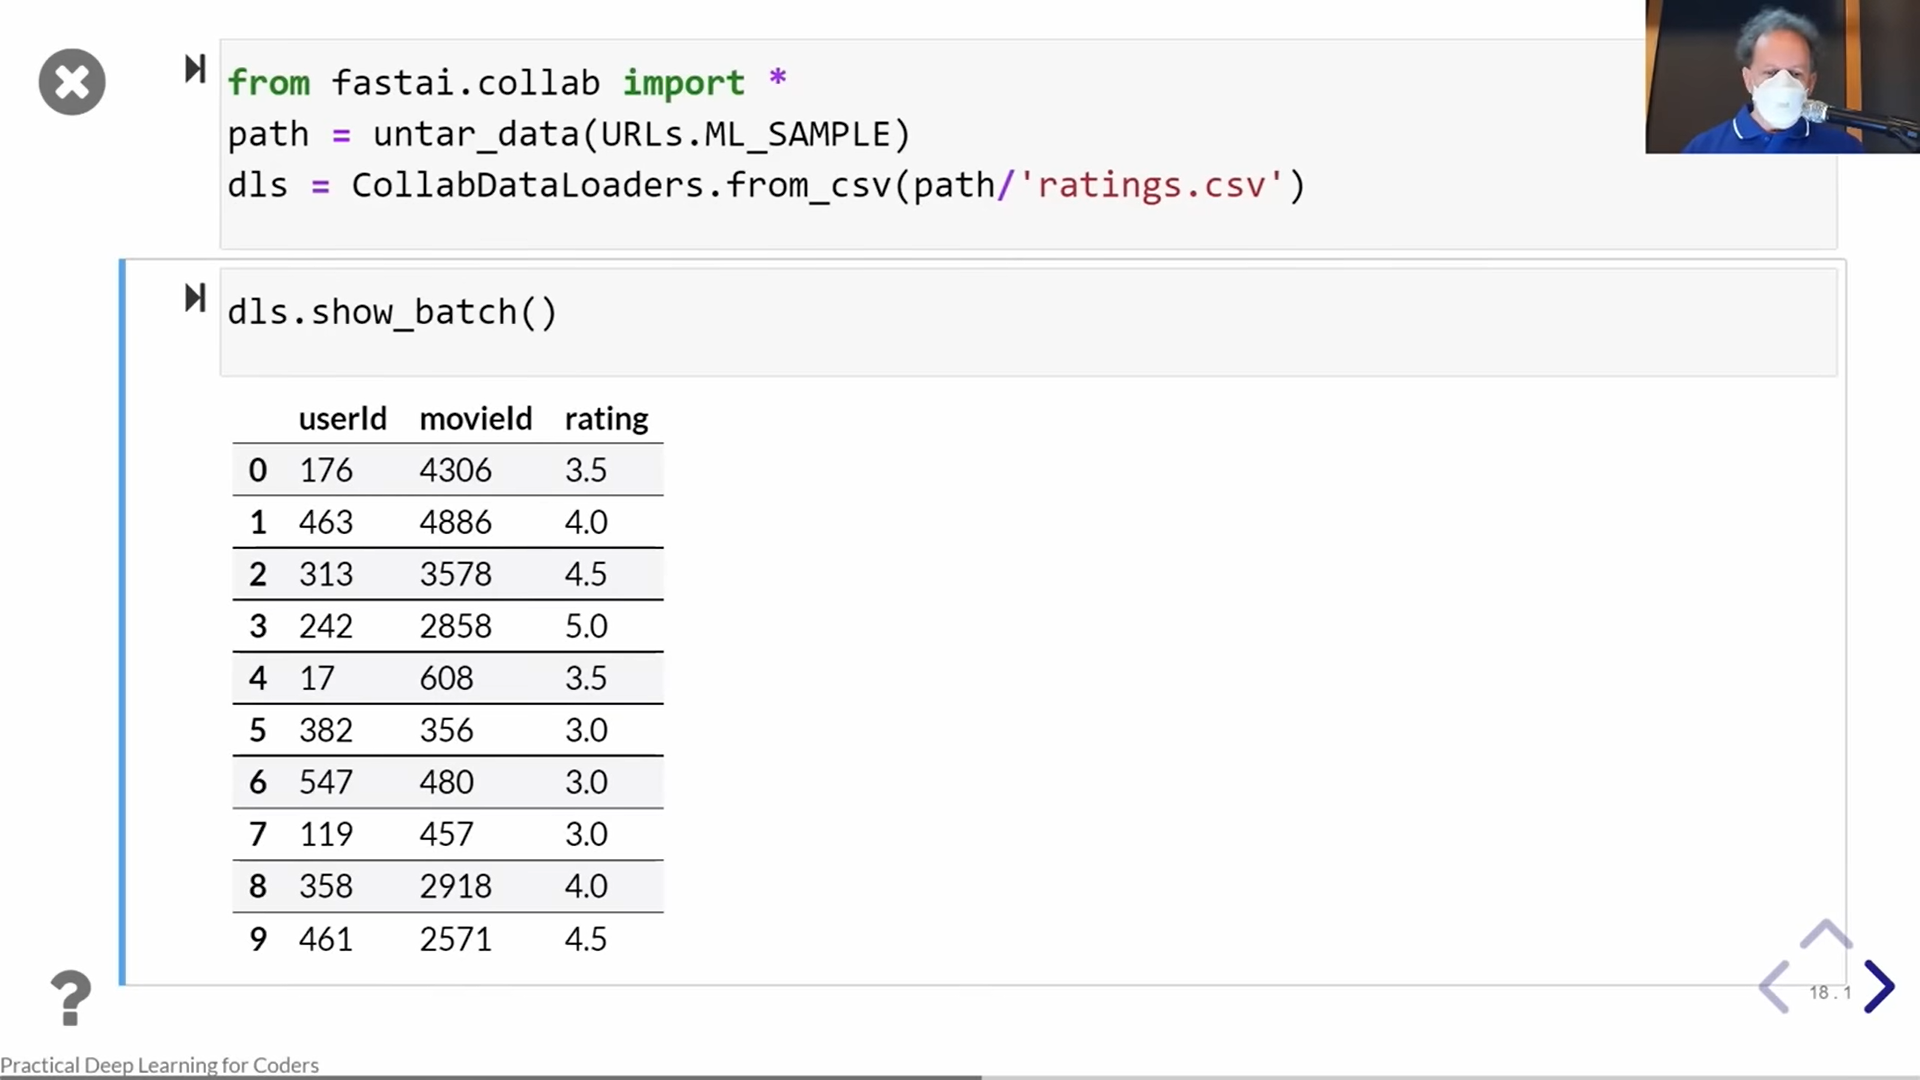 from fastai.collab import *
path = untar_data(URLs.ML_SAMPLE)
dls = CollabDataLoaders.from_csv(path/'ratings.csv')
dls.show_batch()
userId movieId rating
0 176 4306 3.5
1 463 4886 4.0
2 313 3578 4.5
3 242 2858 5.0
4 17 608 3.5
5 382 356 3.0
6 547 480 3.0
7 119 457 3.0
8 358 2918 4.0
9 461 2571 4.5
?
18.1
Practical Deep Learning for Coders